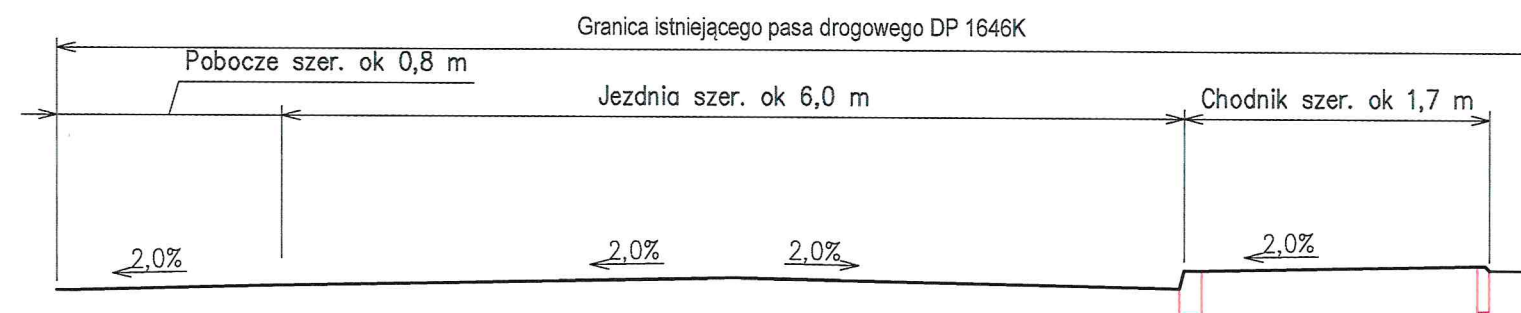 Granica istniejącego pasa drogowego DP 1646K
Pobocze szer. ok 0,8 m
Jezdnia szer. ok 6,0 m
Chodnik szer. ok 1,7 m
2,0%
2,0%
2,0%
2,0%